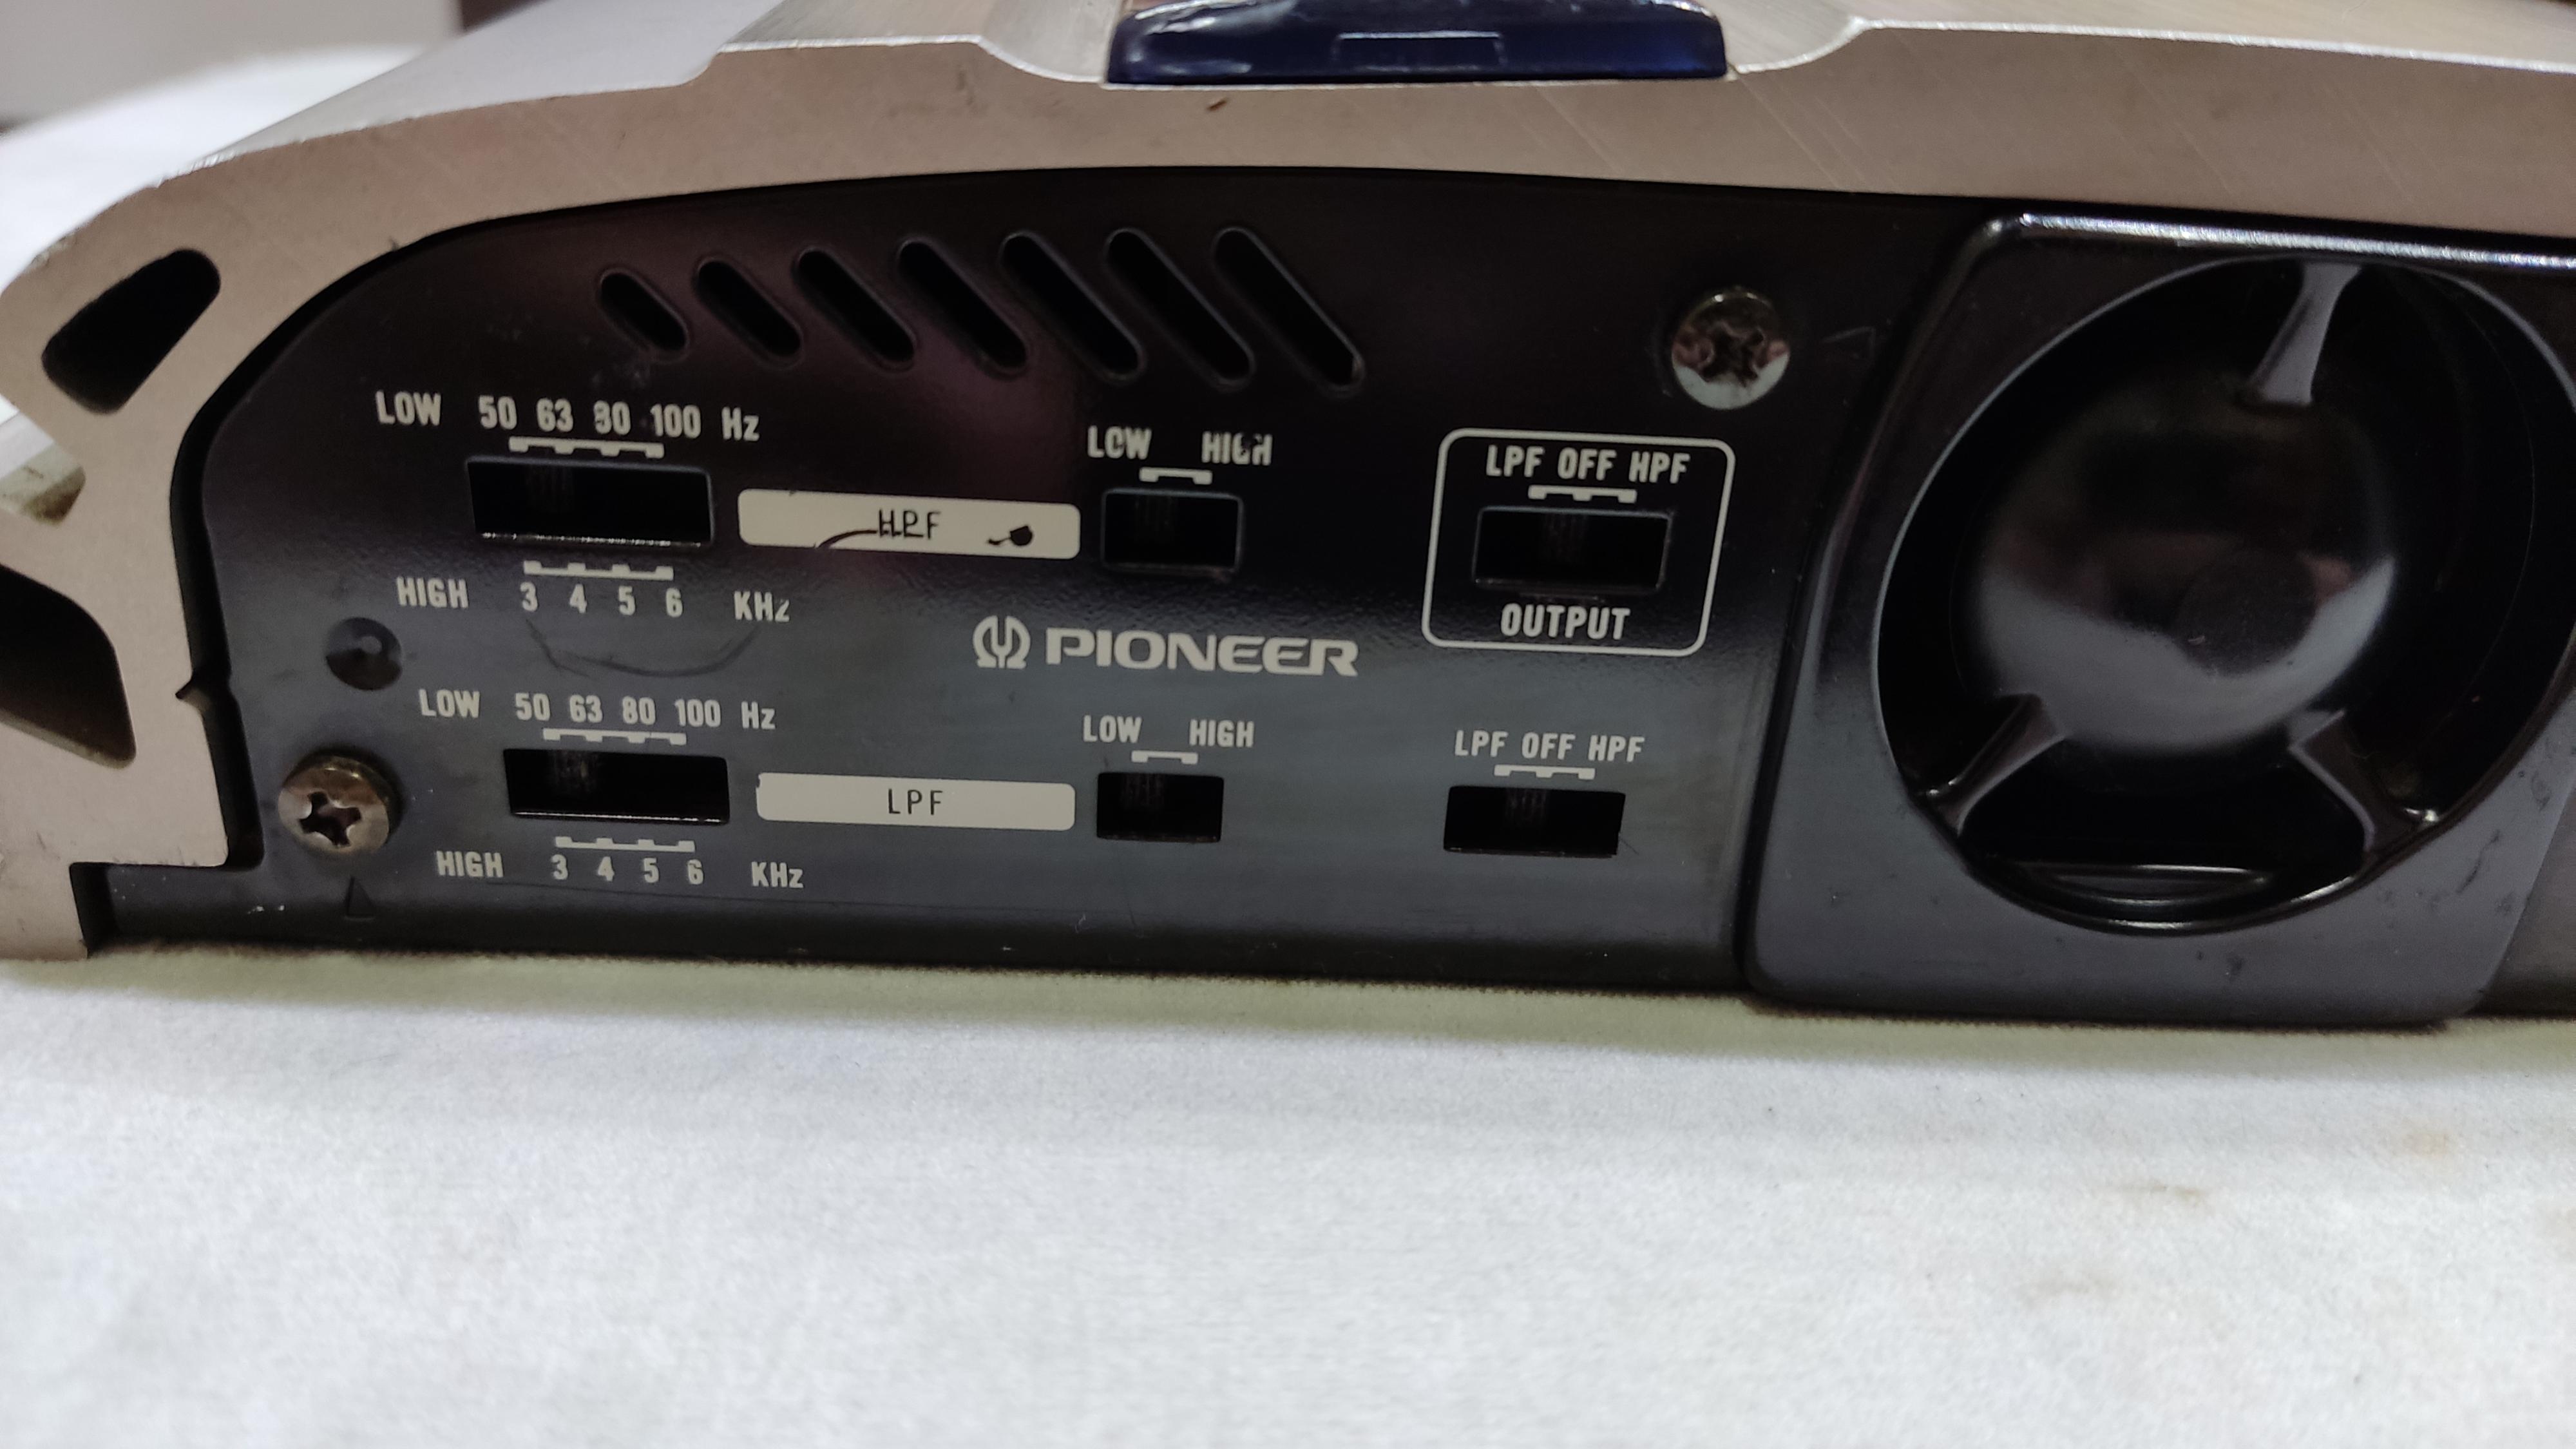 LOW 50 63 80 100 Hz
LOW HIGH
LPF OFF HPF
HPF
HIGH 3 4 5 6 KHz
OUTPUT
PIONEER
LOW 50 63 80 100 Hz
LOW HIGH
LPF OFF HPF
LPF
HIGH 3 4 5 6 KHz